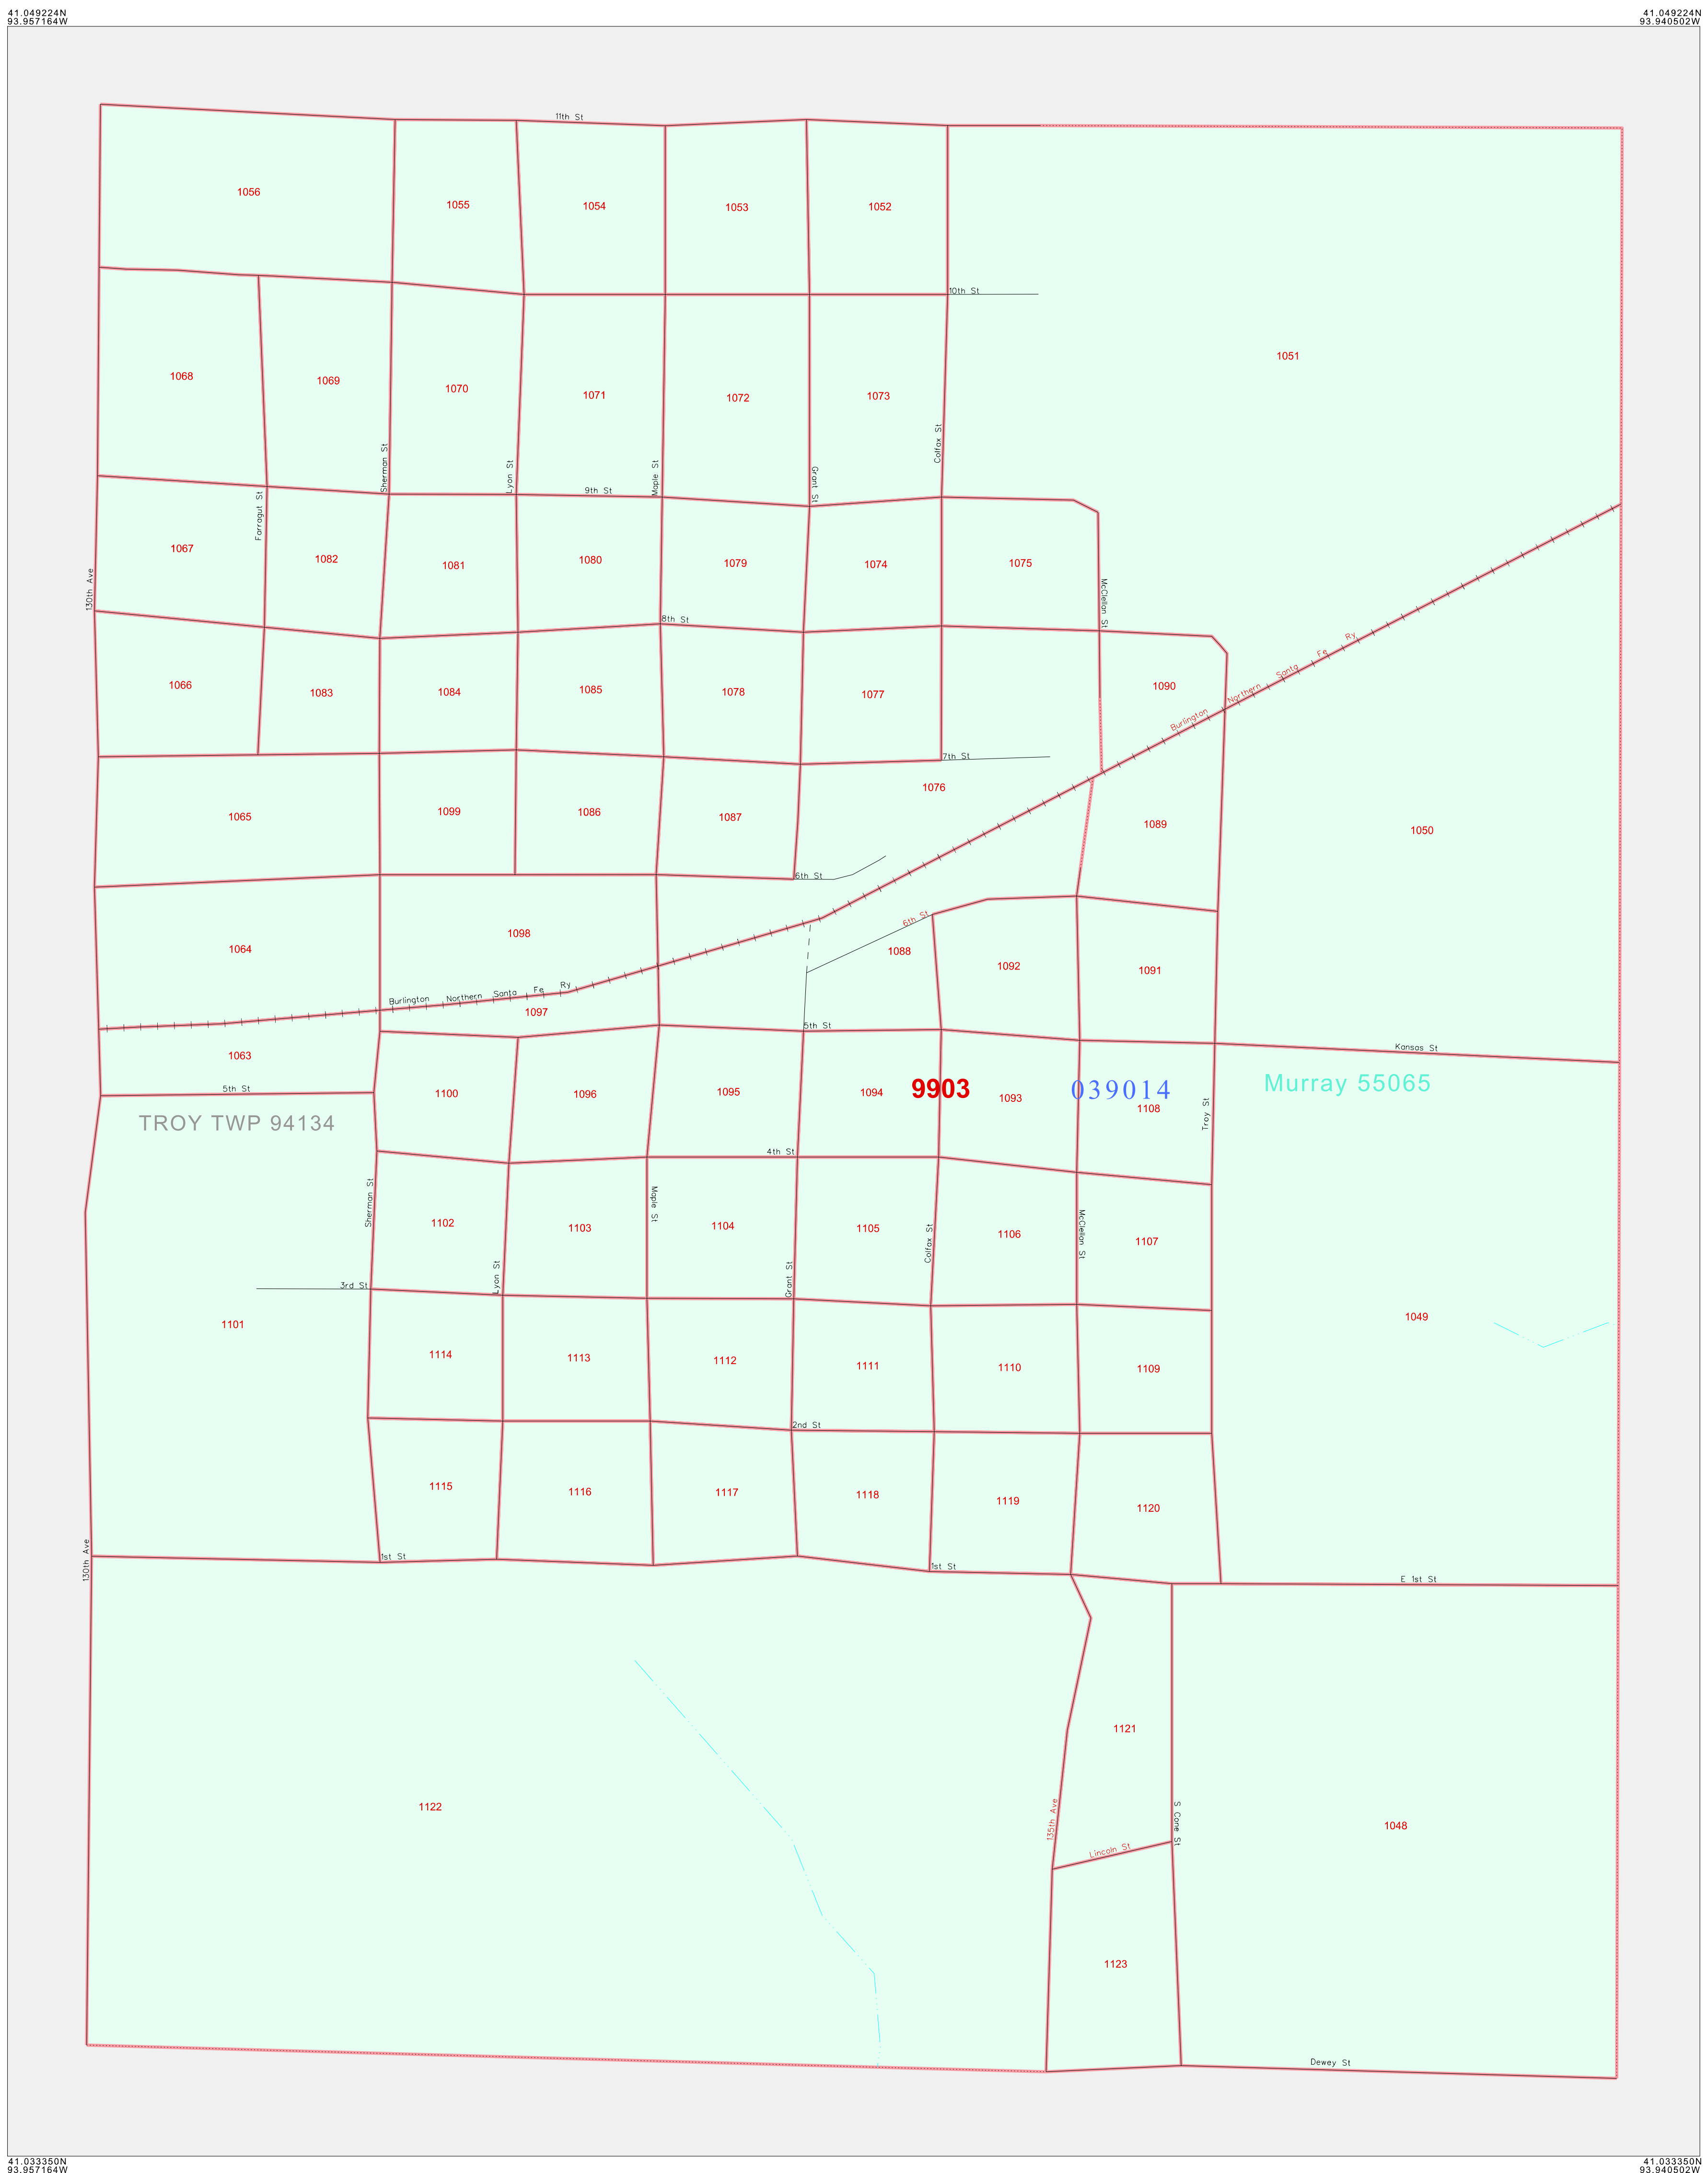 41.049224N
93.957164W
41.049224N
93.940502W
11th St
1056
1055
1054
1053
1052
10th St
1051
1068
1069
1070
1071
1072
1073
Colfax St
Sherman St
Lyon St
Maple St
Grant St
9th St
Farragut St
1067
1082
1081
1080
1079
1074
1075
130th Ave
McClellan St
8th St
Burlington Northern Santa Fe Ry
1066
1083
1084
1085
1078
1077
1090
7th St
1076
1065
1099
1086
1087
1089
1050
6th St
6th St
1064
1098
1088
1092
1091
Burlington Northern Santa Fe Ry
1097
5th St
Kansas St
1063
5th St
1100
1096
1095
1094
9903
1093
039014
1108
Murray 55065
Troy St
TROY TWP 94134
4th St
Sherman St
Maple St
McClellan St
Colfax St
1102
1103
1104
1105
1106
1107
Lyon St
Grant St
3rd St
1101
1049
1114
1113
1112
1111
1110
1109
2nd St
1115
1116
1117
1118
1119
1120
130th Ave
1st St
1st St
E 1st St
1121
1122
135th Ave
S Cone St
1048
Lincoln St
1123
Dewey St
41.033350N
93.957164W
41.033350N
93.940502W